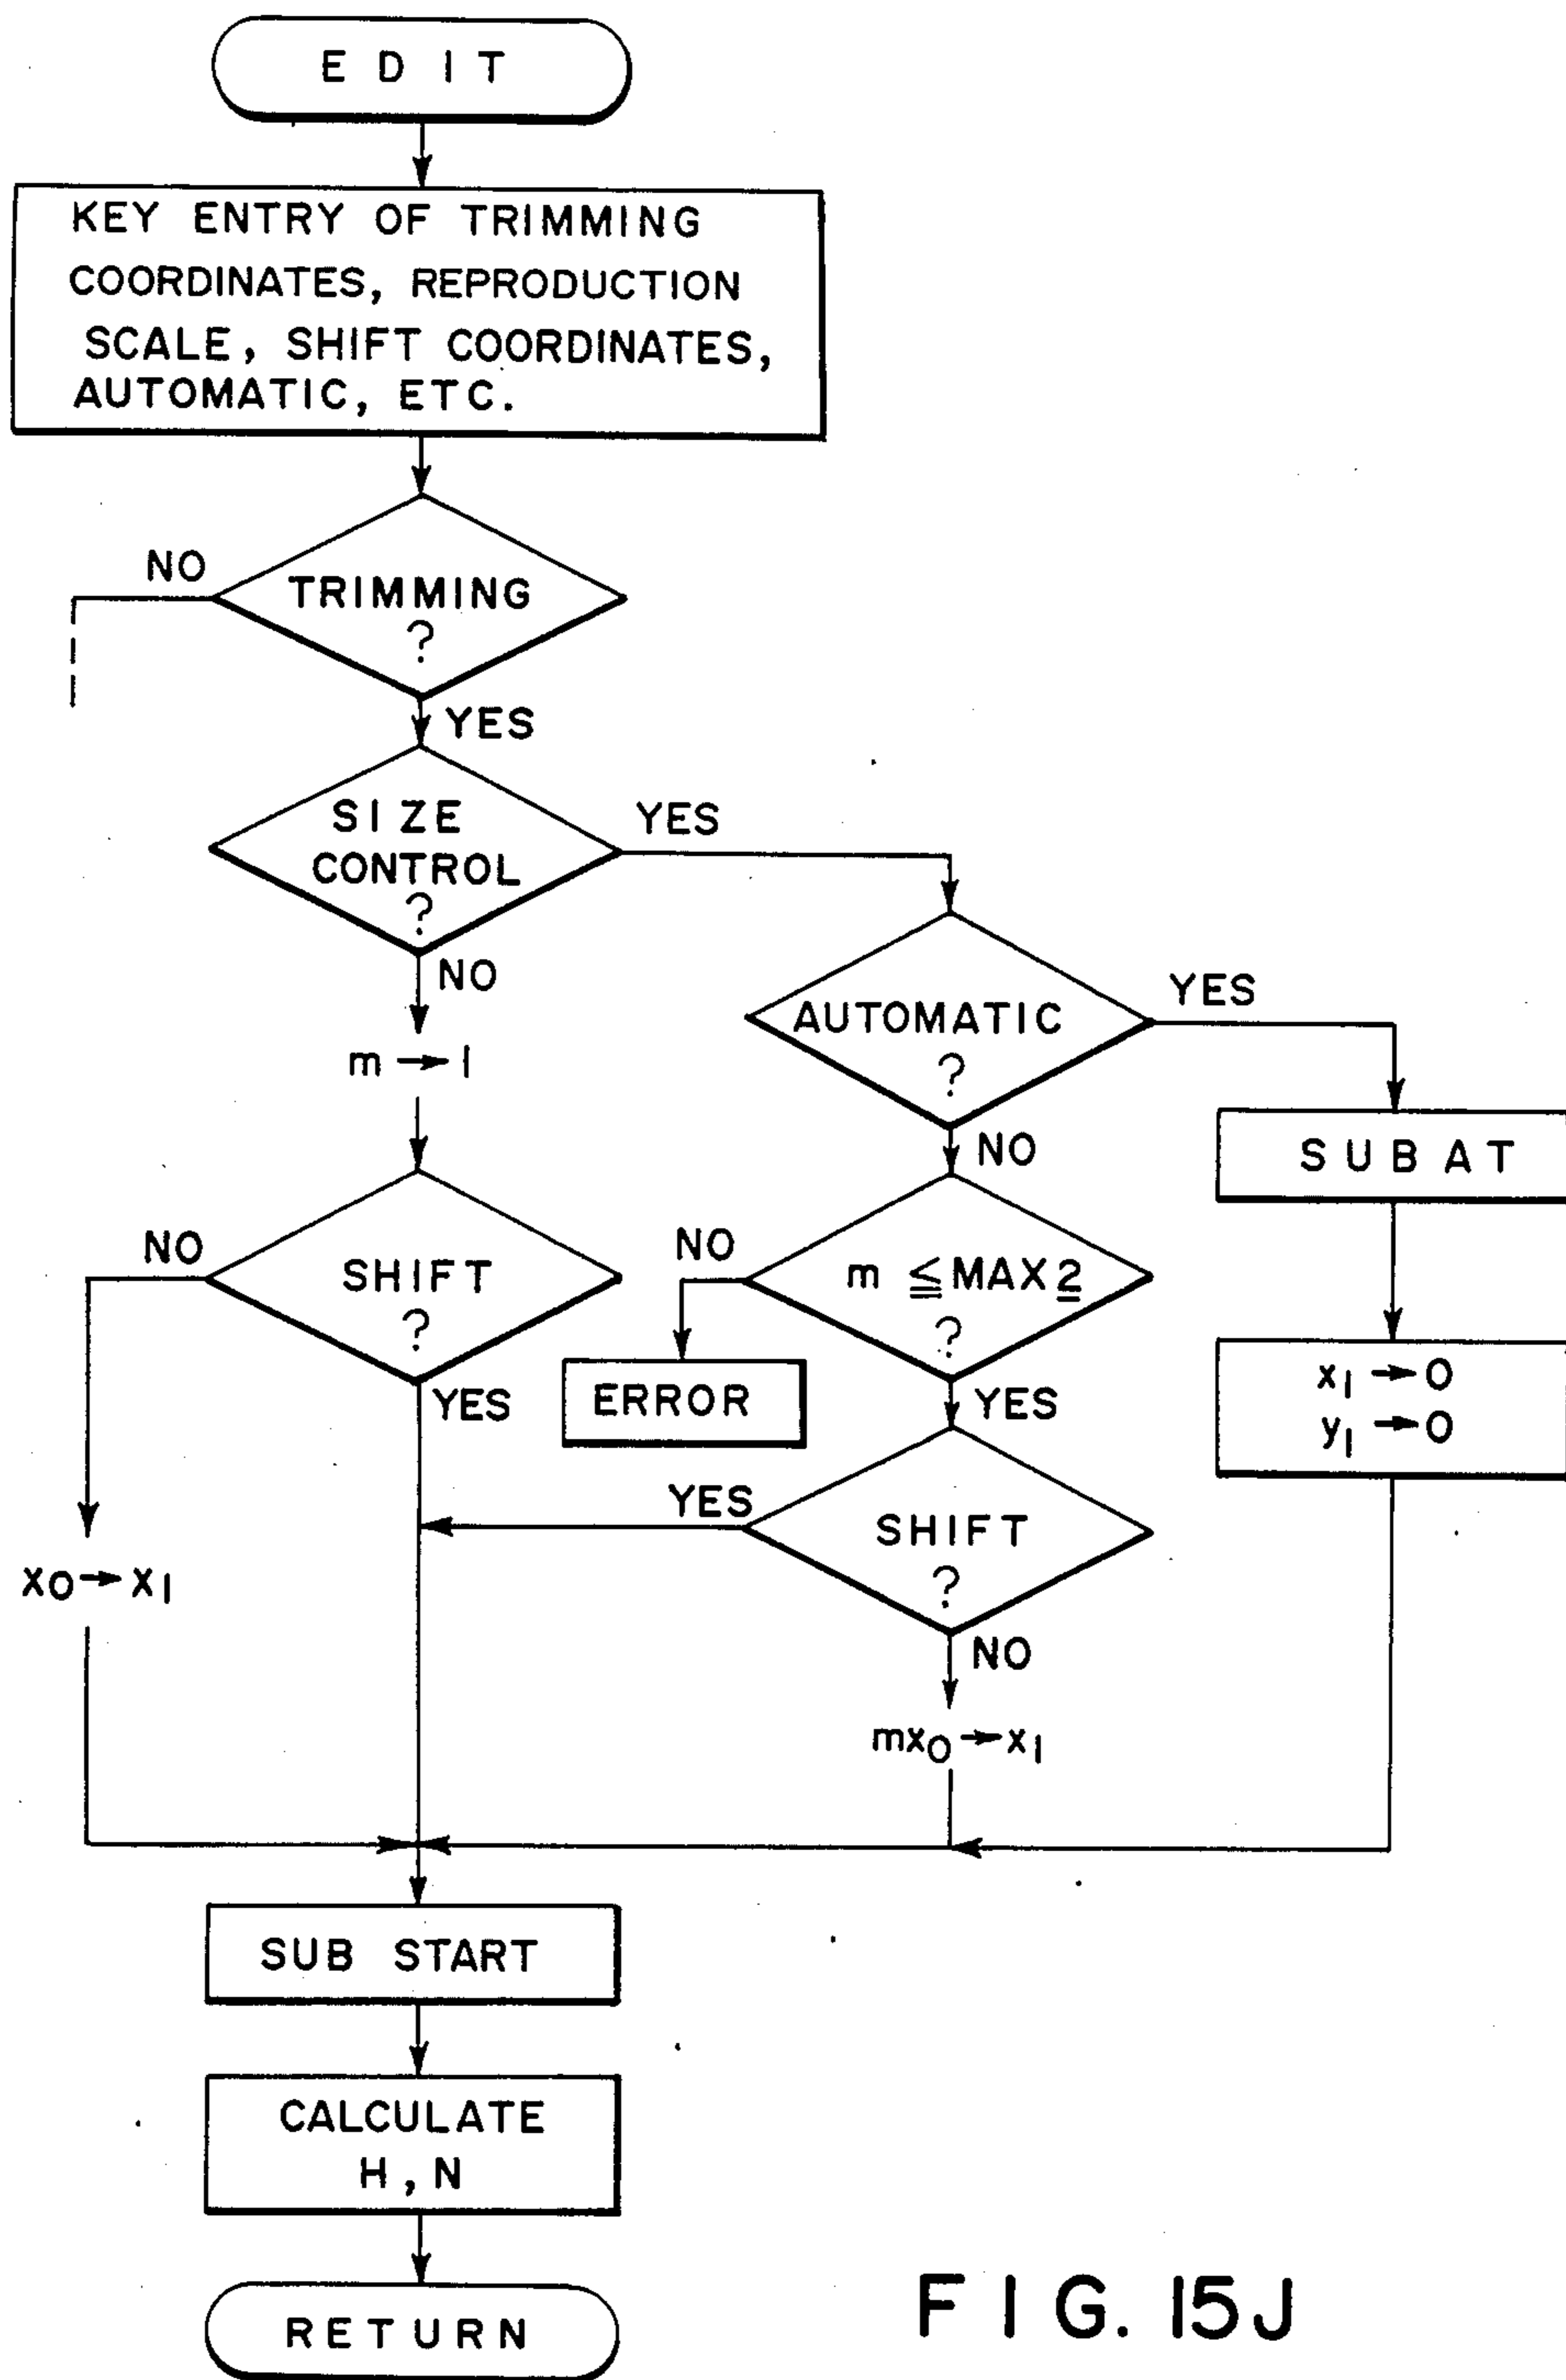 EDIT
KEY ENTRY OF TRIMMING
COORDINATES, REPRODUCTION
SCALE, SHIFT COORDINATES,
AUTOMATIC, ETC.
NO
TRIMMING
?
YES
SIZE
CONTROL
?
YES
NO
m → 1
AUTOMATIC
?
YES
NO
SUB AT
NO
SHIFT
?
YES
NO
m ≦ MAX 2
?
ERROR
YES
x₁ → 0
y₁ → 0
YES
SHIFT
?
x₀ → x₁
NO
mx₀ → x₁
SUB START
CALCULATE
H, N
RETURN
FIG. 15J